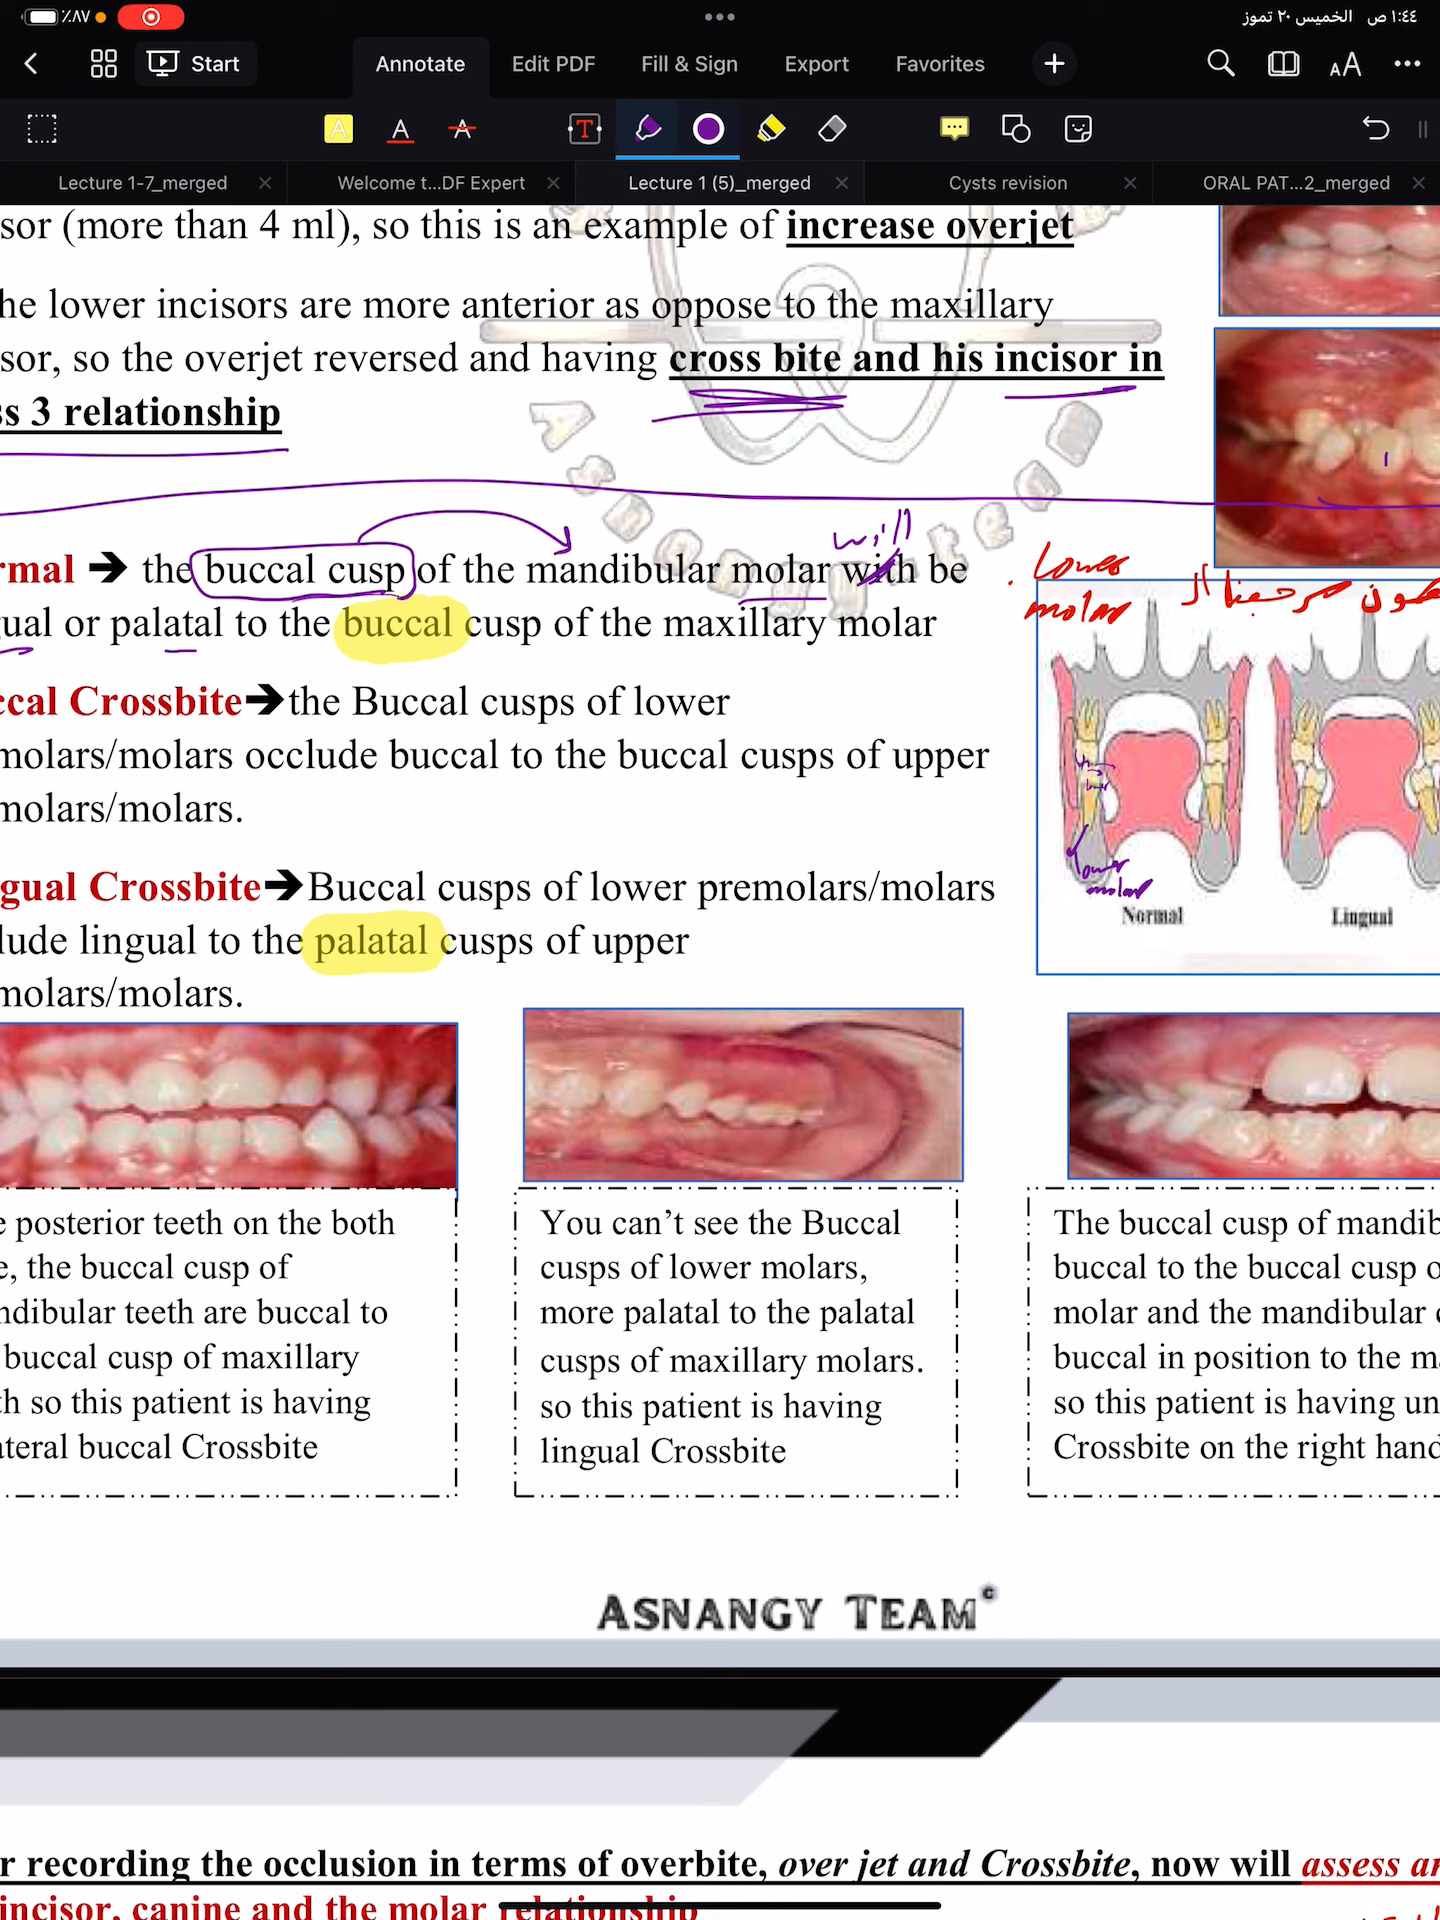 ٪٨٧
١:٤٤ ص الخميس ٢٠ تموز
Start
Annotate
Edit PDF
Fill & Sign
Export
Favorites
AA
A A A T
Lecture 1-7_merged
Welcome t...DF Expert
Lecture 1 (5)_merged
Cysts revision
ORAL PAT...2_merged
sor (more than 4 ml), so this is an example of increase overjet
he lower incisors are more anterior as oppose to the maxillary
sor, so the overjet reversed and having cross bite and his incisor in
ss 3 relationship
will
rmal → the buccal cusp of the mandibular molar with be
gual or palatal to the buccal cusp of the maxillary molar
lower
molar
ccal Crossbite→the Buccal cusps of lower
molars/molars occlude buccal to the buccal cusps of upper
molars/molars.
gual Crossbite→Buccal cusps of lower premolars/molars
lude lingual to the palatal cusps of upper
molars/molars.
lower
lower
molar
Normal
Lingual
e posterior teeth on the both
e, the buccal cusp of
ndibular teeth are buccal to
buccal cusp of maxillary
th so this patient is having
ateral buccal Crossbite
You can't see the Buccal
cusps of lower molars,
more palatal to the palatal
cusps of maxillary molars.
so this patient is having
lingual Crossbite
The buccal cusp of mandib
buccal to the buccal cusp o
molar and the mandibular
buccal in position to the m
so this patient is having un
Crossbite on the right hand
ASNANGY TEAM©
r recording the occlusion in terms of overbite, over jet and Crossbite, now will assess an
incisor, canine and the molar relationship